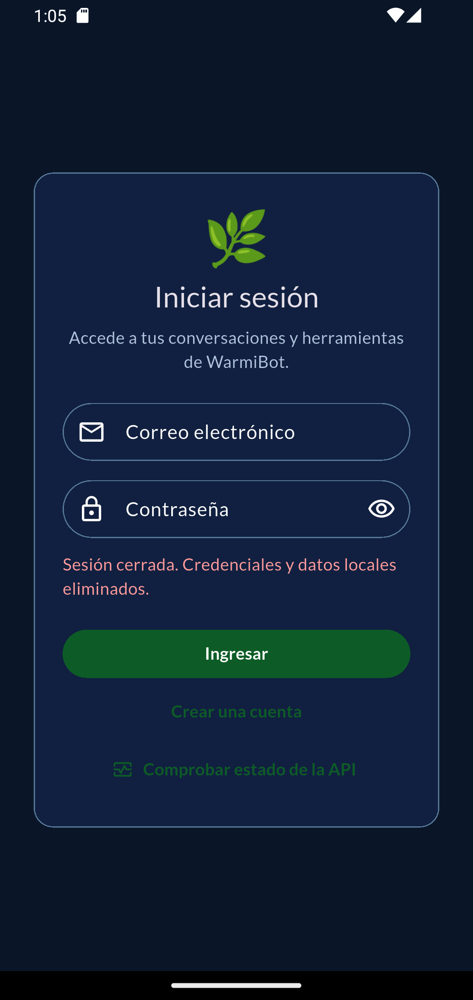 1:05
Iniciar sesión
Accede a tus conversaciones y herramientas
de WarmiBot.
Correo electrónico
Contraseña
Sesión cerrada. Credenciales y datos locales
eliminados.
Ingresar
Crear una cuenta
Comprobar estado de la API